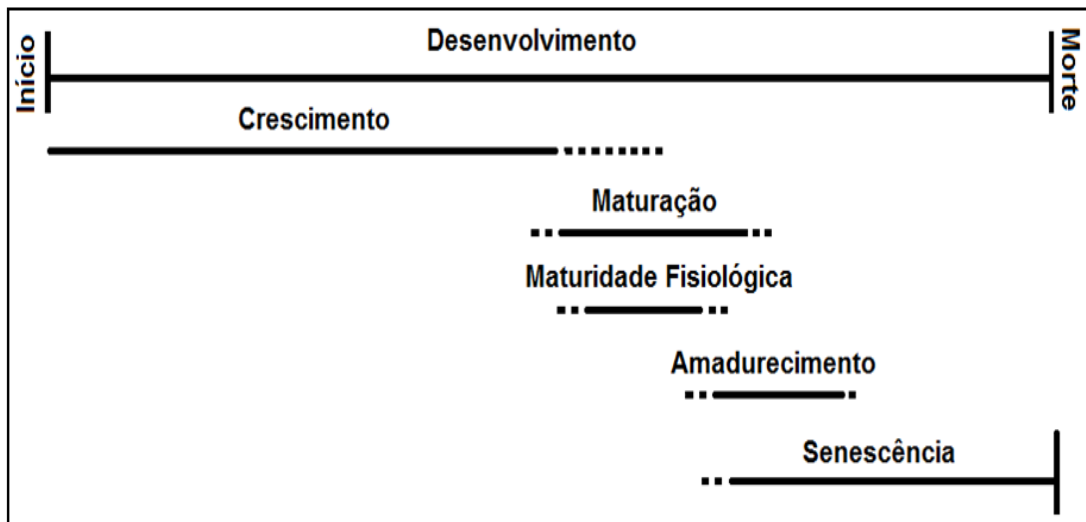 Início
Desenvolvimento
Morte
Crescimento
Maturação
Maturidade Fisiológica
Amadurecimento
Senescência